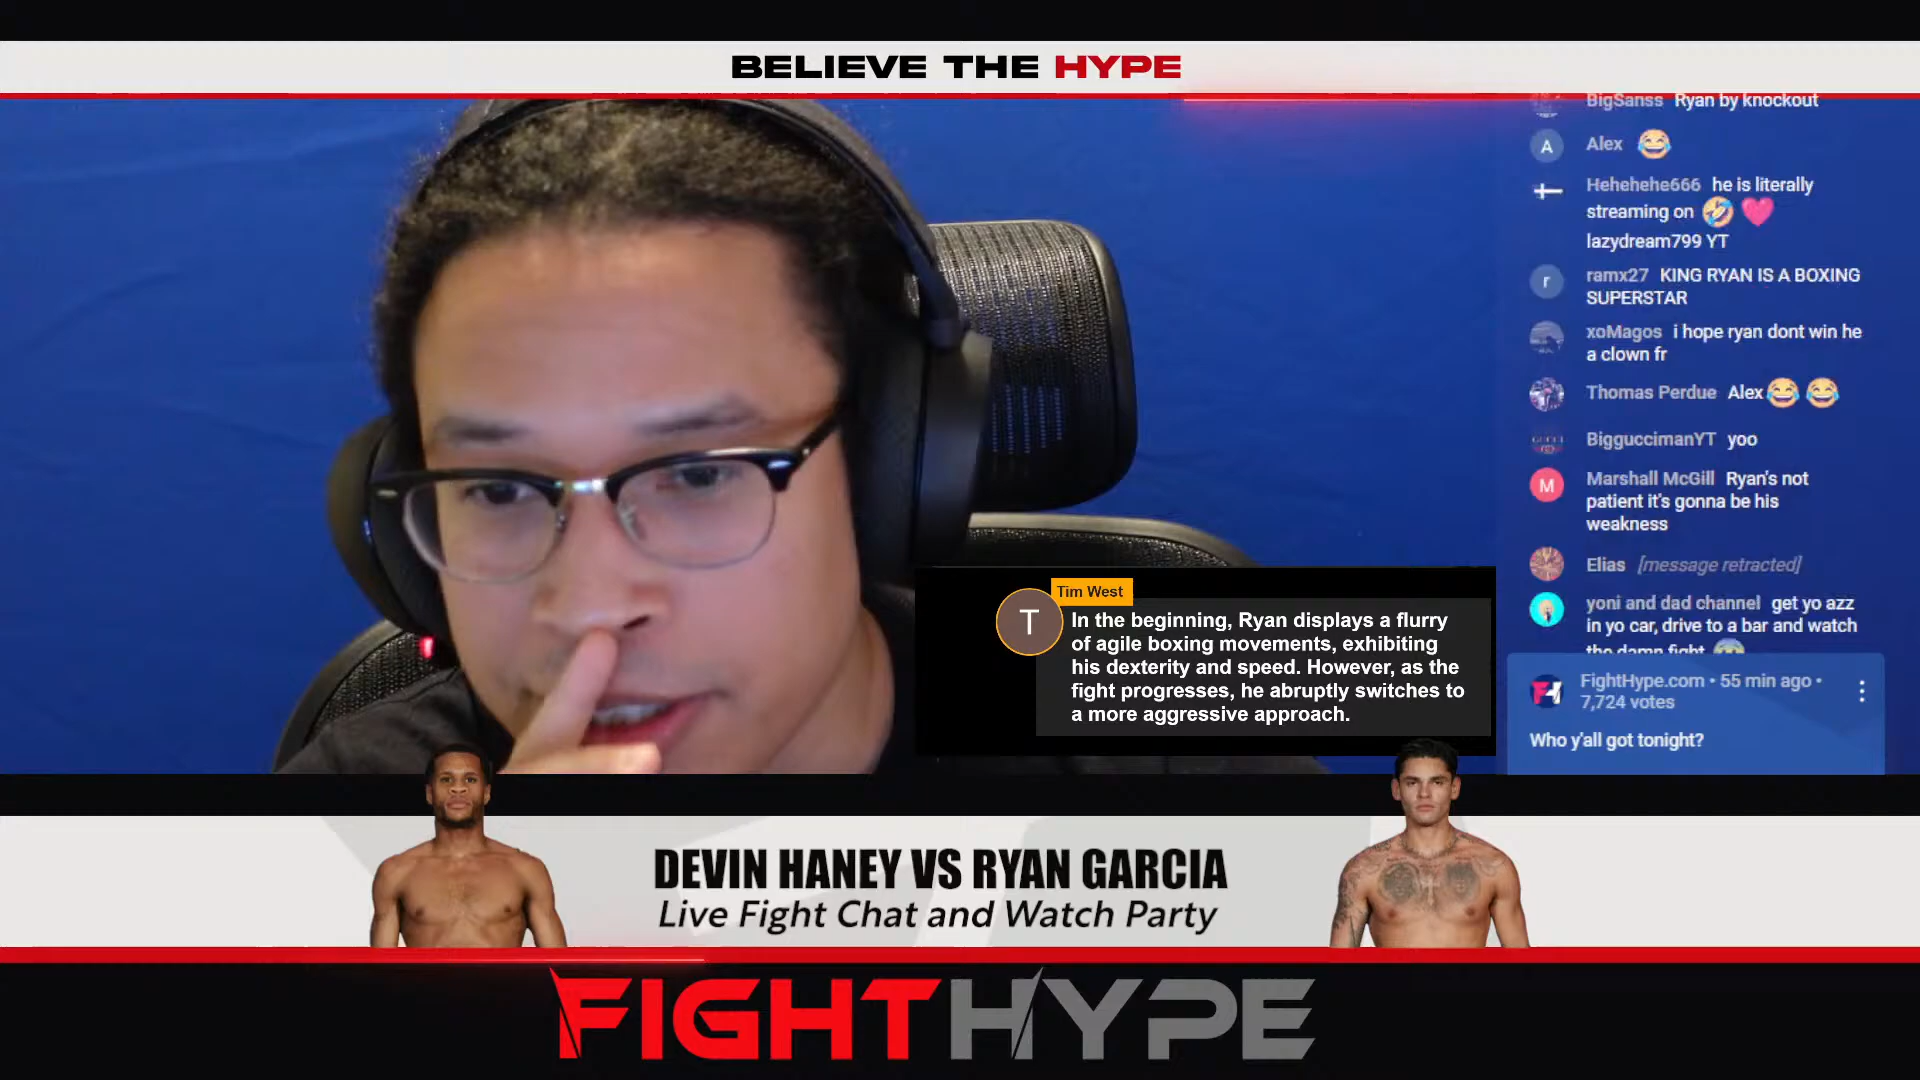 BELIEVE THE HYPE
BigSanss Ryan by knockout
A
Alex
Hehehehe666 he is literally
streaming on
lazydream799 YT
r
ramx27 KING RYAN IS A BOXING
SUPERSTAR
xoMagos i hope ryan dont win he
a clown fr
Thomas Perdue Alex
BigguccimanYT yoo
M
Marshall McGill Ryan's not
patient it's gonna be his
weakness
Elias [message retracted]
yoni and dad channel get yo azz
in yo car, drive to a bar and watch
the damn fight
FightHype.com • 55 min ago •
7,724 votes
Who y'all got tonight?
Tim West
T
In the beginning, Ryan displays a flurry
of agile boxing movements, exhibiting
his dexterity and speed. However, as the
fight progresses, he abruptly switches to
a more aggressive approach.
DEVIN HANEY VS RYAN GARCIA
Live Fight Chat and Watch Party
FIGHTHYPE